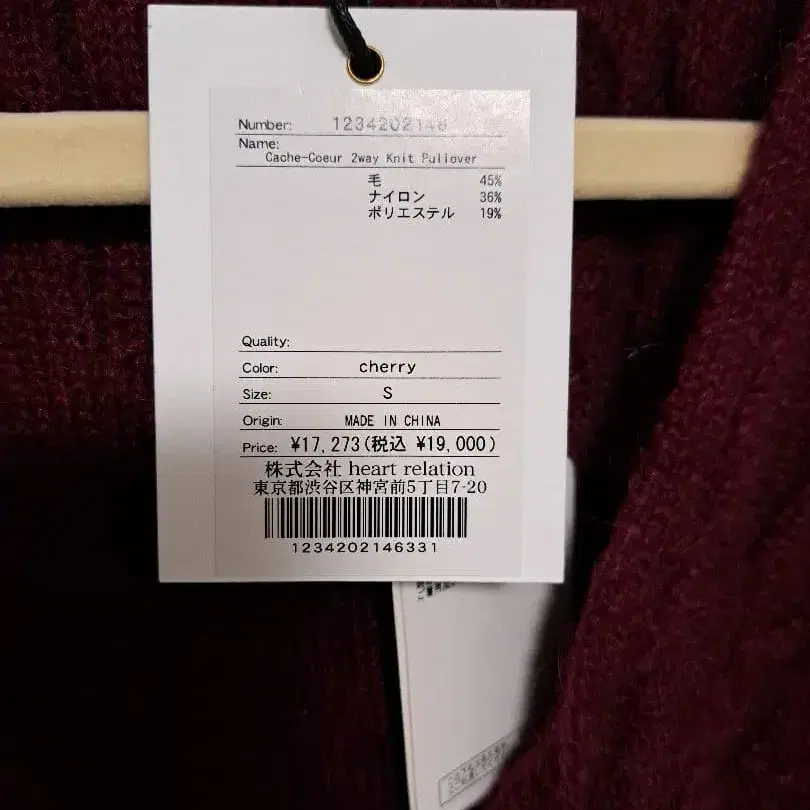 Number: 1234202146
Name:
Cache-Coeur 2way Knit Pullover
毛 45%
ナイロン 36%
ポリエステル 19%
Quality:
Color: cherry
Size: S
Origin: MADE IN CHINA
Price: ¥17,273(税込 ¥19,000)
株式会社 heart relation
東京都渋谷区神宮前5丁目7-20
1234202146331